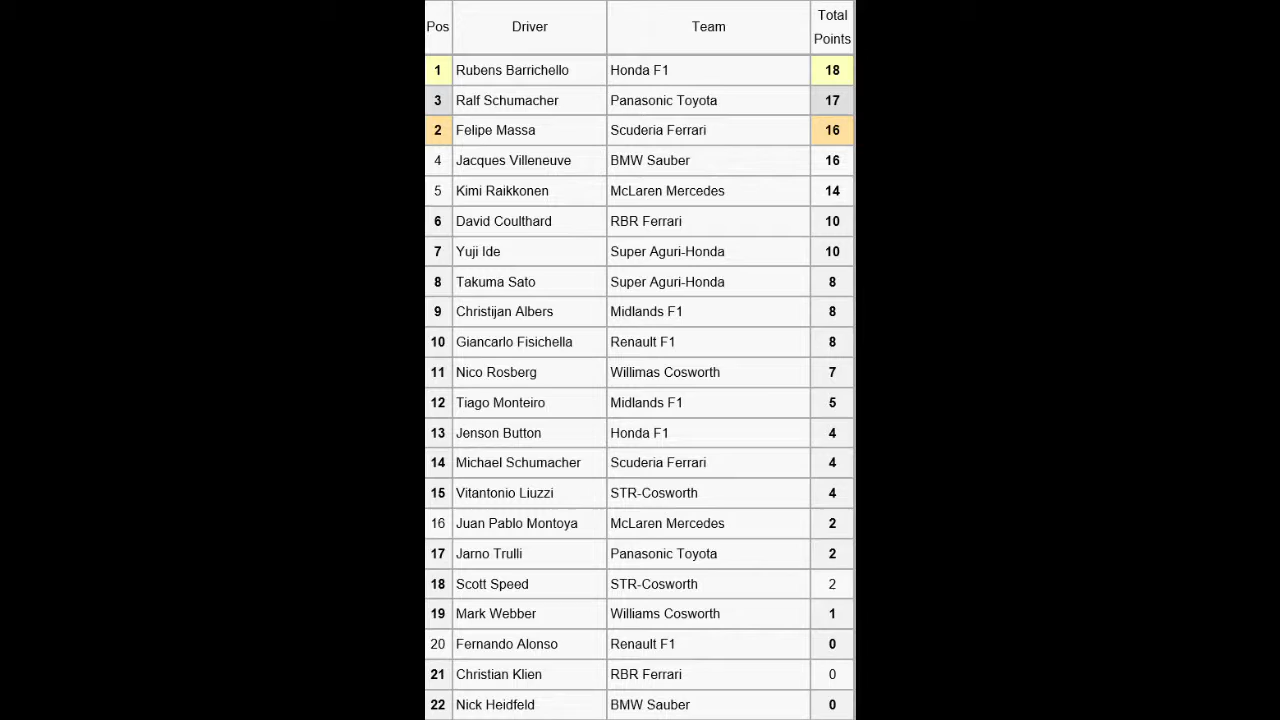 Pos Driver Team Total Points
1 Rubens Barrichello Honda F1 18
3 Ralf Schumacher Panasonic Toyota 17
2 Felipe Massa Scuderia Ferrari 16
4 Jacques Villeneuve BMW Sauber 16
5 Kimi Raikkonen McLaren Mercedes 14
6 David Coulthard RBR Ferrari 10
7 Yuji Ide Super Aguri-Honda 10
8 Takuma Sato Super Aguri-Honda 8
9 Christijan Albers Midlands F1 8
10 Giancarlo Fisichella Renault F1 8
11 Nico Rosberg Willimas Cosworth 7
12 Tiago Monteiro Midlands F1 5
13 Jenson Button Honda F1 4
14 Michael Schumacher Scuderia Ferrari 4
15 Vitantonio Liuzzi STR-Cosworth 4
16 Juan Pablo Montoya McLaren Mercedes 2
17 Jarno Trulli Panasonic Toyota 2
18 Scott Speed STR-Cosworth 2
19 Mark Webber Williams Cosworth 1
20 Fernando Alonso Renault F1 0
21 Christian Klien RBR Ferrari 0
22 Nick Heidfeld BMW Sauber 0